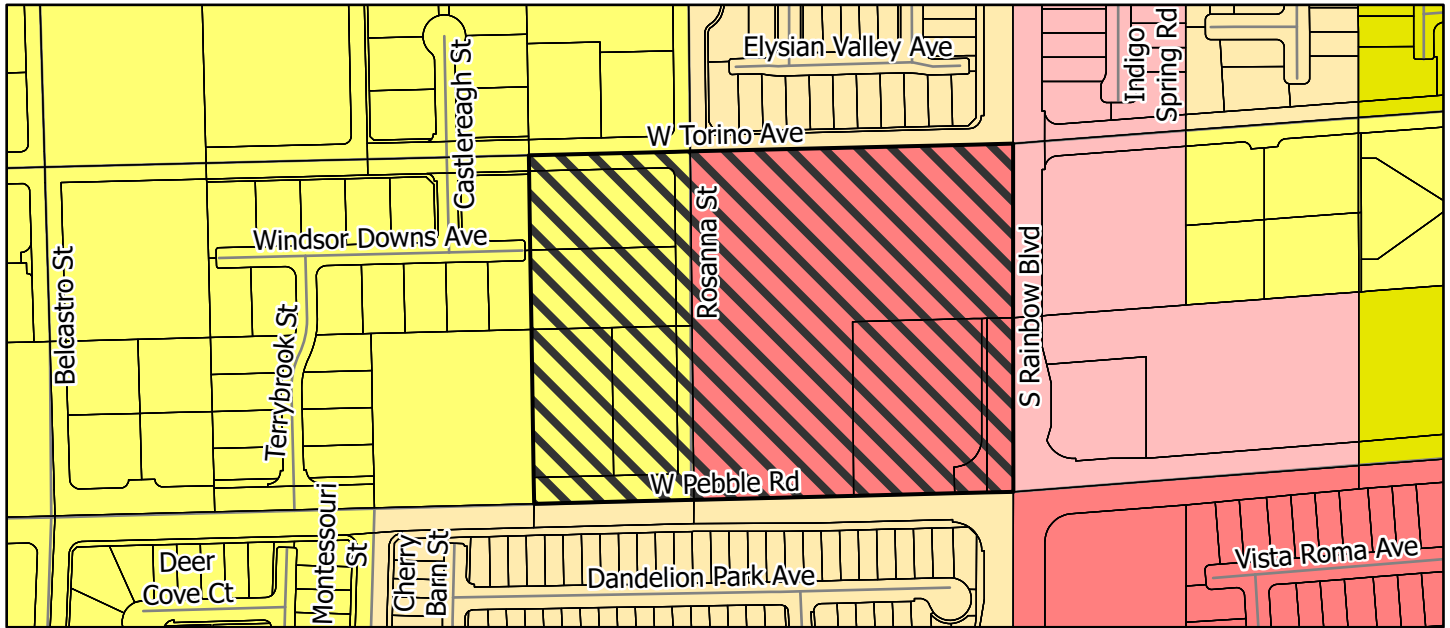 Elysian Valley Ave
Indigo
Spring Rd
Castlereagh St
W Torino Ave
Rosanna St
Windsor Downs Ave
Belcastro St
S Rainbow Blvd
Terrybrook St
W Pebble Rd
Montessouri
St
Cherry
Barn St
Deer
Cove Ct
Dandelion Park Ave
Vista Roma Ave